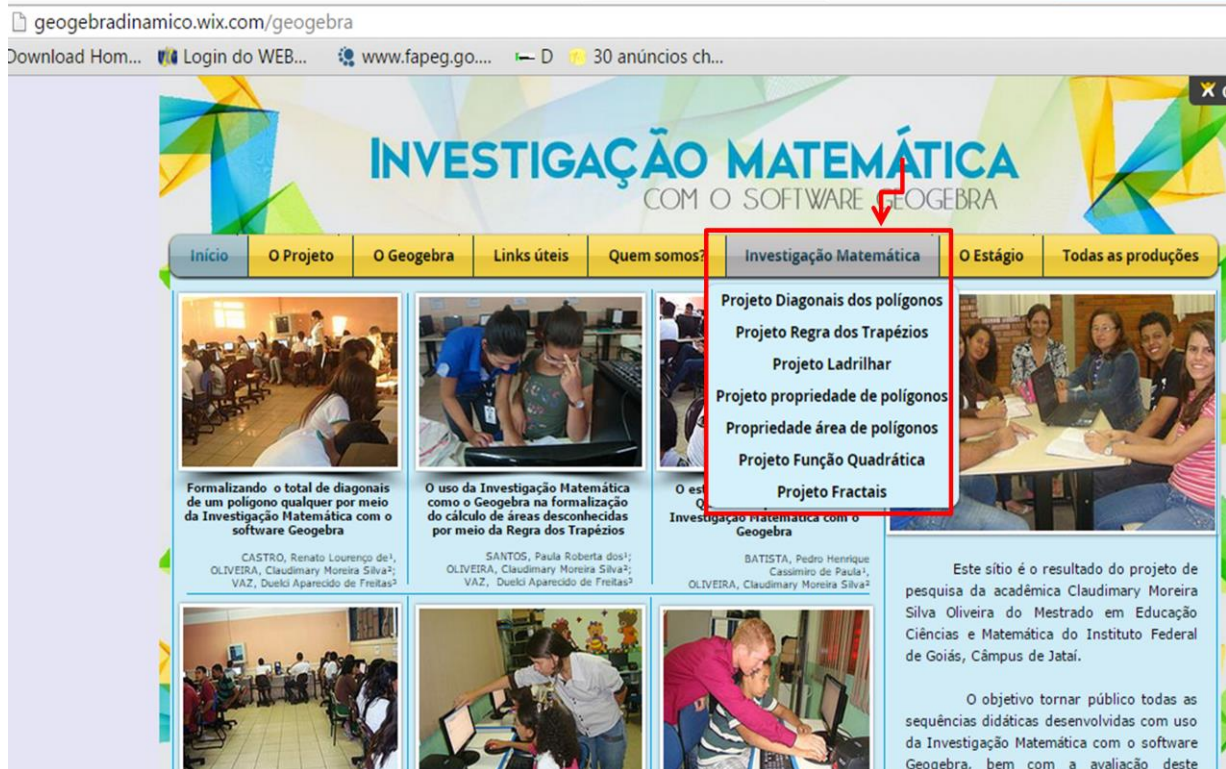 geogebradinamico.wix.com/geogebra
Download Hom... Login do WEB... www.fapeg.go.... D 30 anúncios ch...
INVESTIGAÇÃO MATEMÁTICA
COM O SOFTWARE GEOGEBRA
Início O Projeto O Geogebra Links úteis Quem somos? Investigação Matemática O Estágio Todas as produções
Projeto Diagonais dos polígonos
Projeto Regra dos Trapézios
Projeto Ladrilhar
Projeto propriedade de polígonos
Propriedade área de polígonos
Projeto Função Quadrática
Projeto Fractais
Formalizando o total de diagonais
de um polígono qualquer por meio
da Investigação Matemática com o
software Geogebra
CASTRO, Renato Lourenço de¹,
OLIVEIRA, Claudimary Moreira Silva²;
VAZ, Duelci Aparecido de Freitas³
O uso da Investigação Matemática
como o Geogebra na formalização
do cálculo de áreas desconhecidas
por meio da Regra dos Trapézios
SANTOS, Paula Roberta dos¹;
OLIVEIRA, Claudimary Moreira Silva²;
VAZ, Duelci Aparecido de Freitas³
O
Investigação Matemática com o
Geogebra
BATISTA, Pedro Henrique
Cassimiro de Paula¹,
OLIVEIRA, Claudimary Moreira Silva²
Este sítio é o resultado do projeto de
pesquisa da acadêmica Claudimary Moreira
Silva Oliveira do Mestrado em Educação
Ciências e Matemática do Instituto Federal
de Goiás, Câmpus de Jataí.
O objetivo tornar público todas as
sequências didáticas desenvolvidas com uso
da Investigação Matemática com o software
Geogebra, bem com a avaliação deste